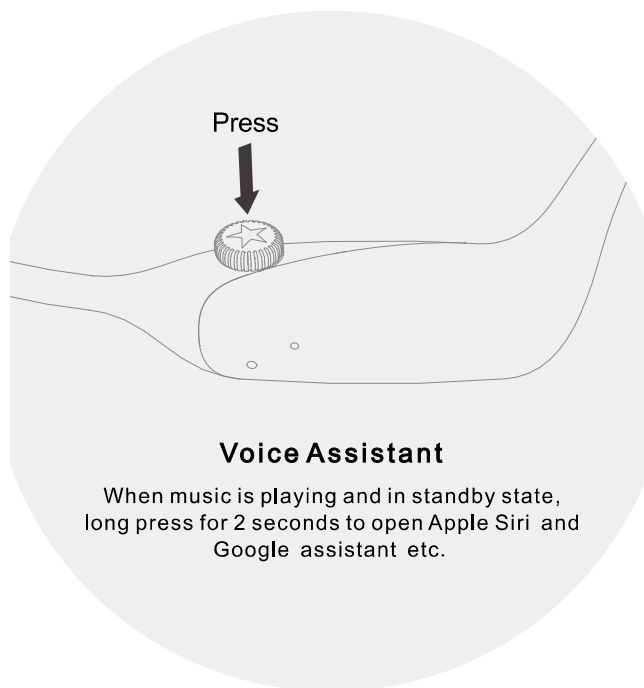 Press
Voice Assistant
When music is playing and in standby state,
long press for 2 seconds to open Apple Siri and
Google assistant etc.